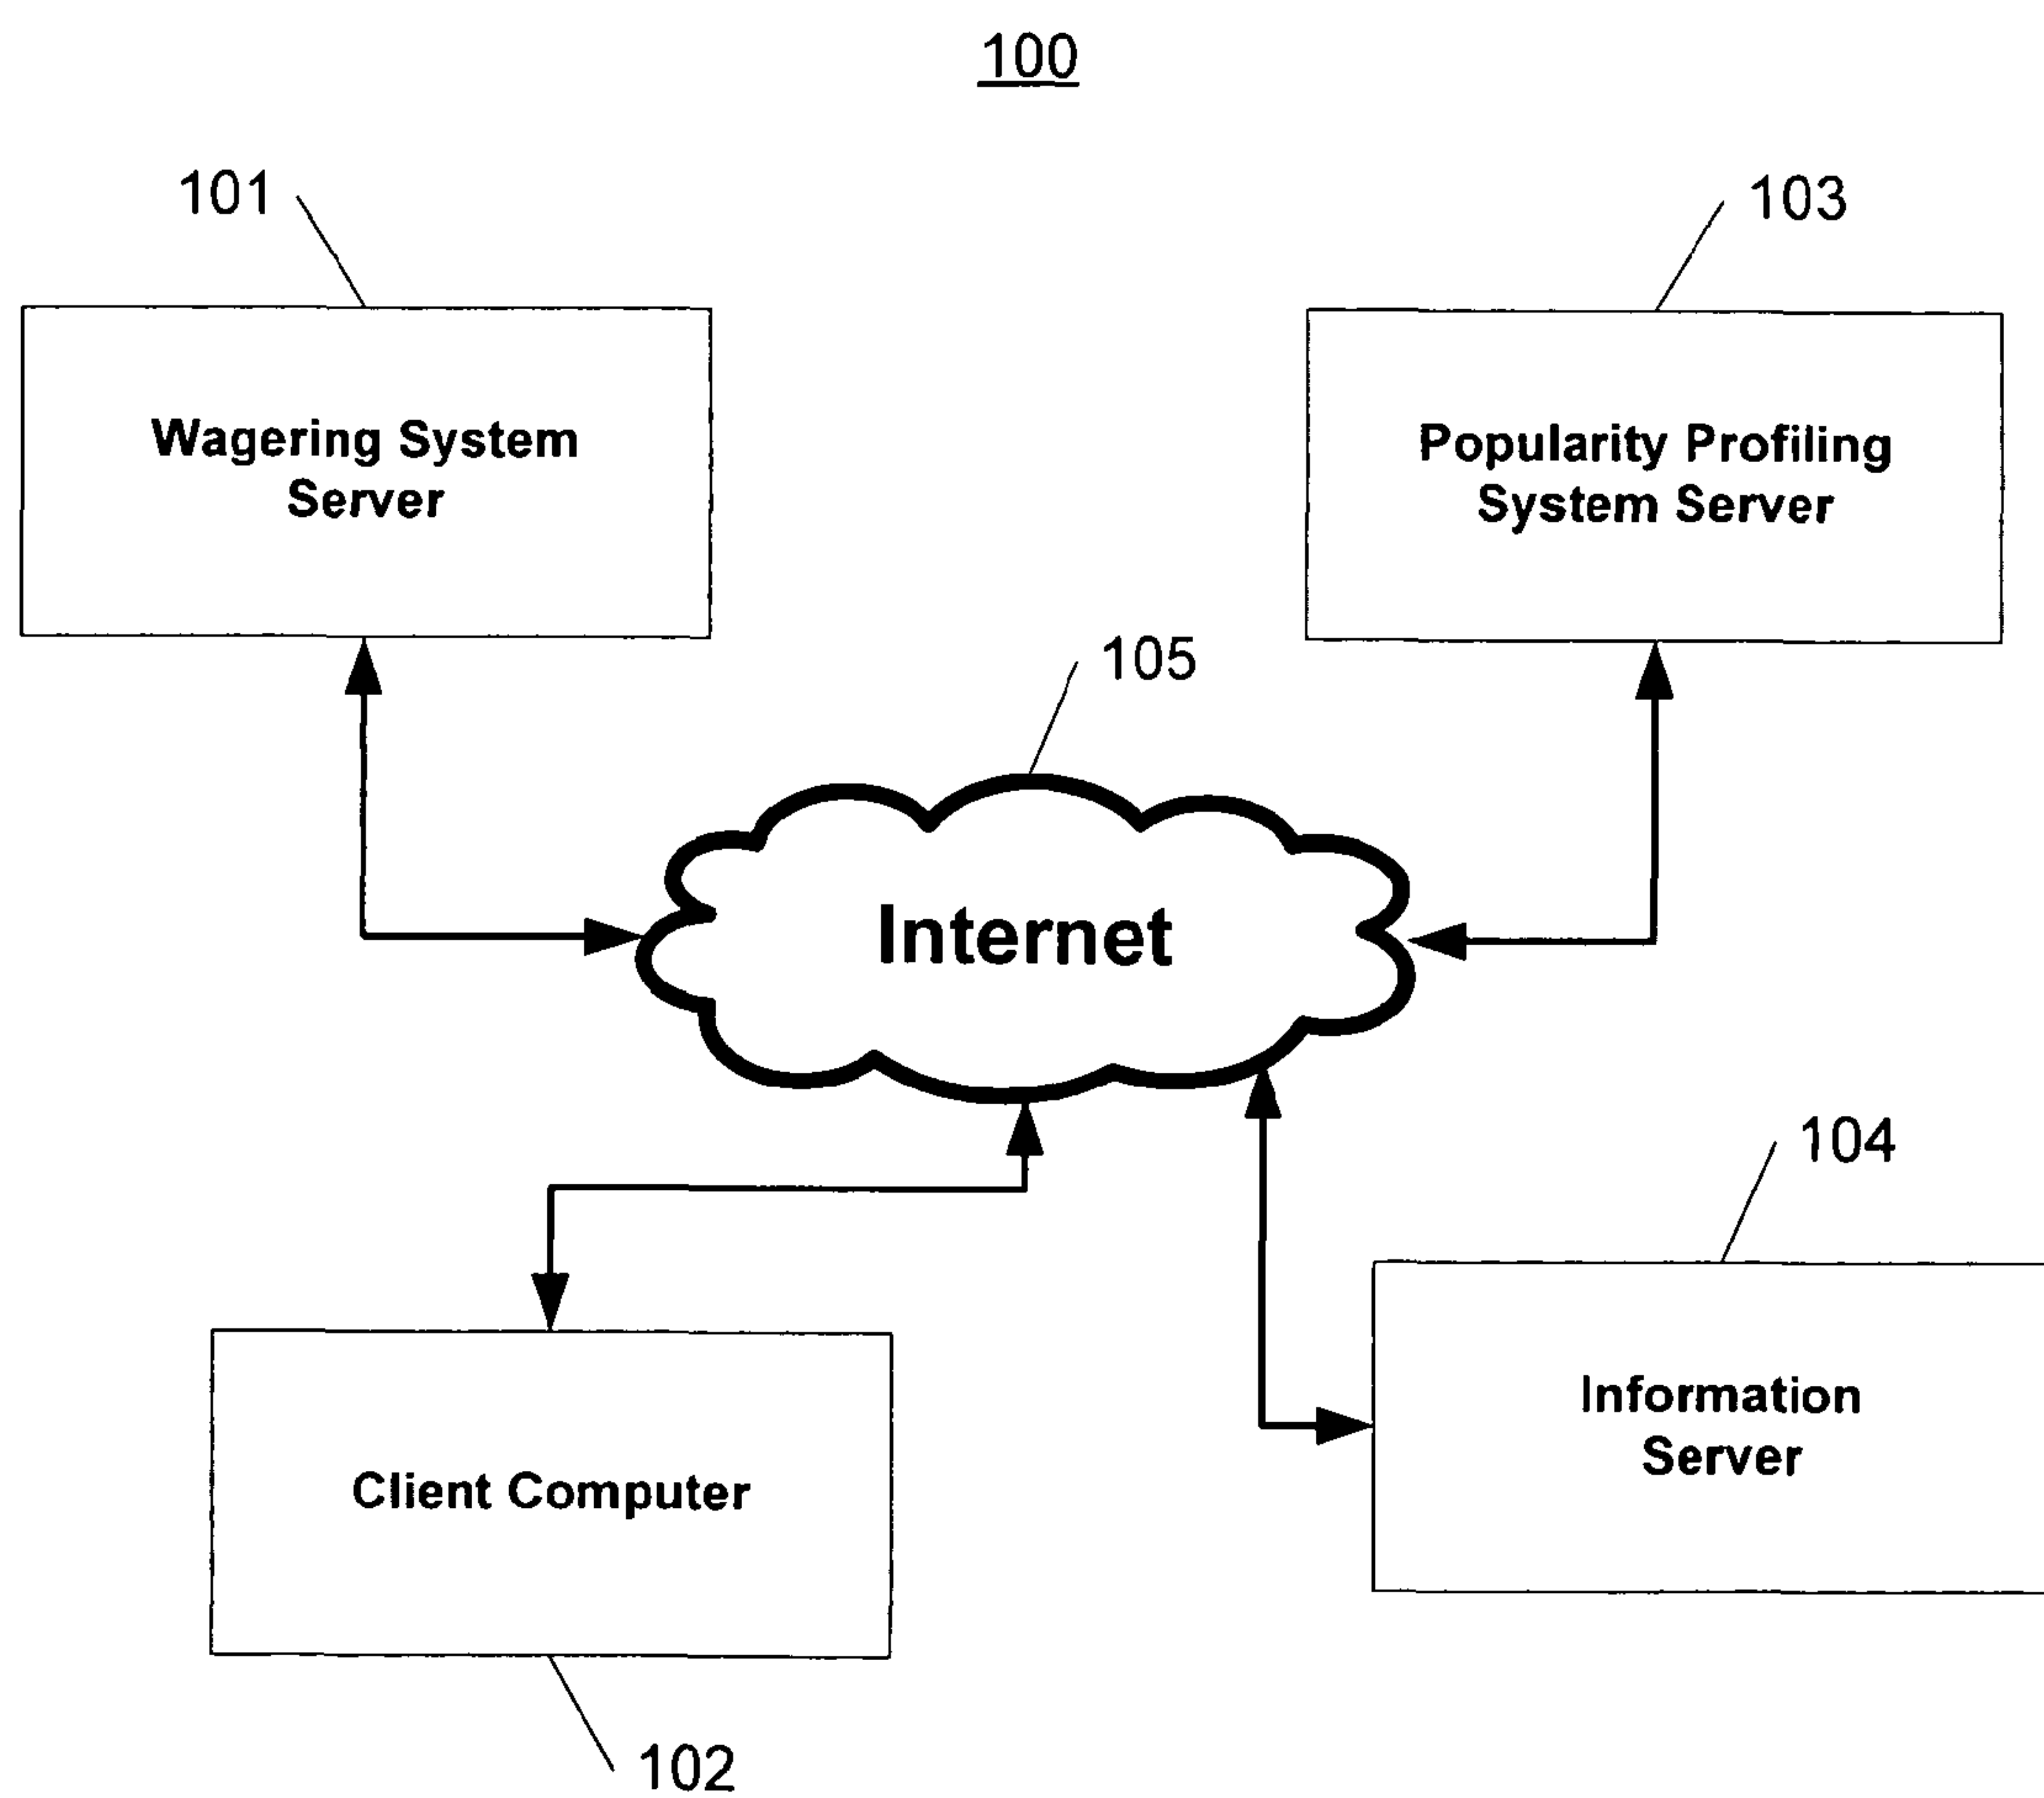 100
101
103
Wagering System
Server
Popularity Profiling
System Server
105
Internet
104
Information
Server
Client Computer
102